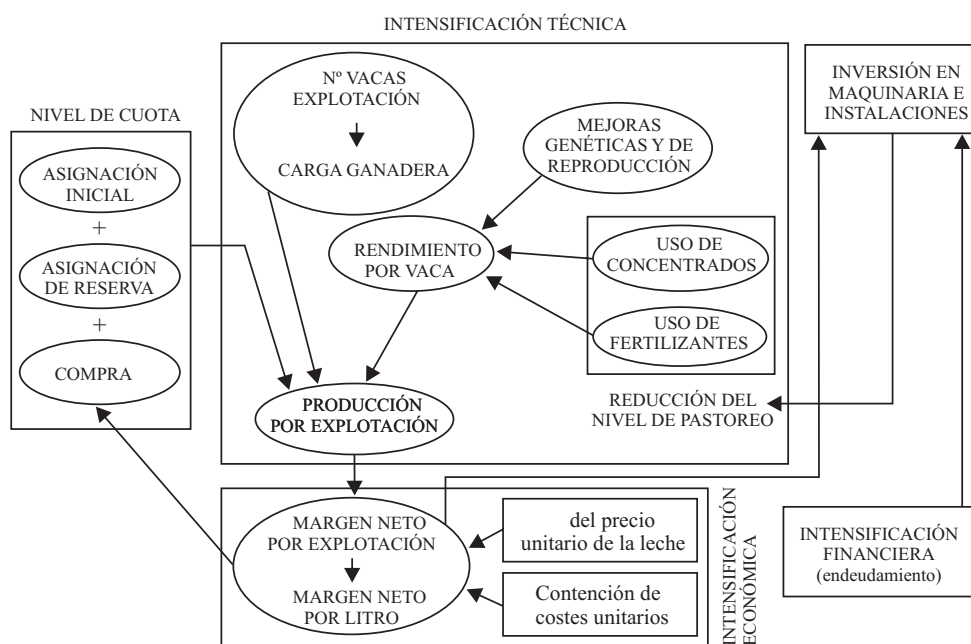 INTENSIFICACIÓN TÉCNICA
Nº VACAS
EXPLOTACIÓN
CARGA GANADERA
MEJORAS
GENÉTICAS Y DE
REPRODUCCIÓN
INVERSIÓN EN
MAQUINARIA E
INSTALACIONES
NIVEL DE CUOTA
ASIGNACIÓN
INICIAL
+
ASIGNACIÓN
DE RESERVA
+
COMPRA
RENDIMIENTO
POR VACA
USO DE
CONCENTRADOS
USO DE
FERTILIZANTES
PRODUCCIÓN
POR EXPLOTACIÓN
REDUCCIÓN DEL
NIVEL DE PASTOREO
MARGEN NETO
POR EXPLOTACIÓN
MARGEN NETO
POR LITRO
del precio
unitario de la leche
Contención de
costes unitarios
INTENSIFICACIÓN
ECONÓMICA
INTENSIFICACIÓN
FINANCIERA
(endeudamiento)